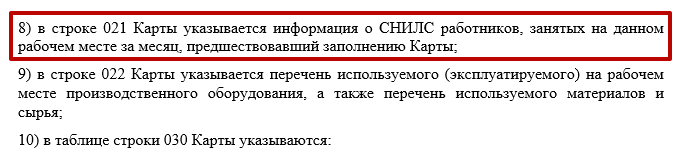 8) в строке 021 Карты указывается информация о СНИЛС работников, занятых на данном
рабочем месте за месяц, предшествовавший заполнению Карты;
9) в строке 022 Карты указывается перечень используемого (эксплуатируемого) на рабочем
месте производственного оборудования, а также перечень используемого материалов и
сырья;
10) в таблице строки 030 Карты указываются: